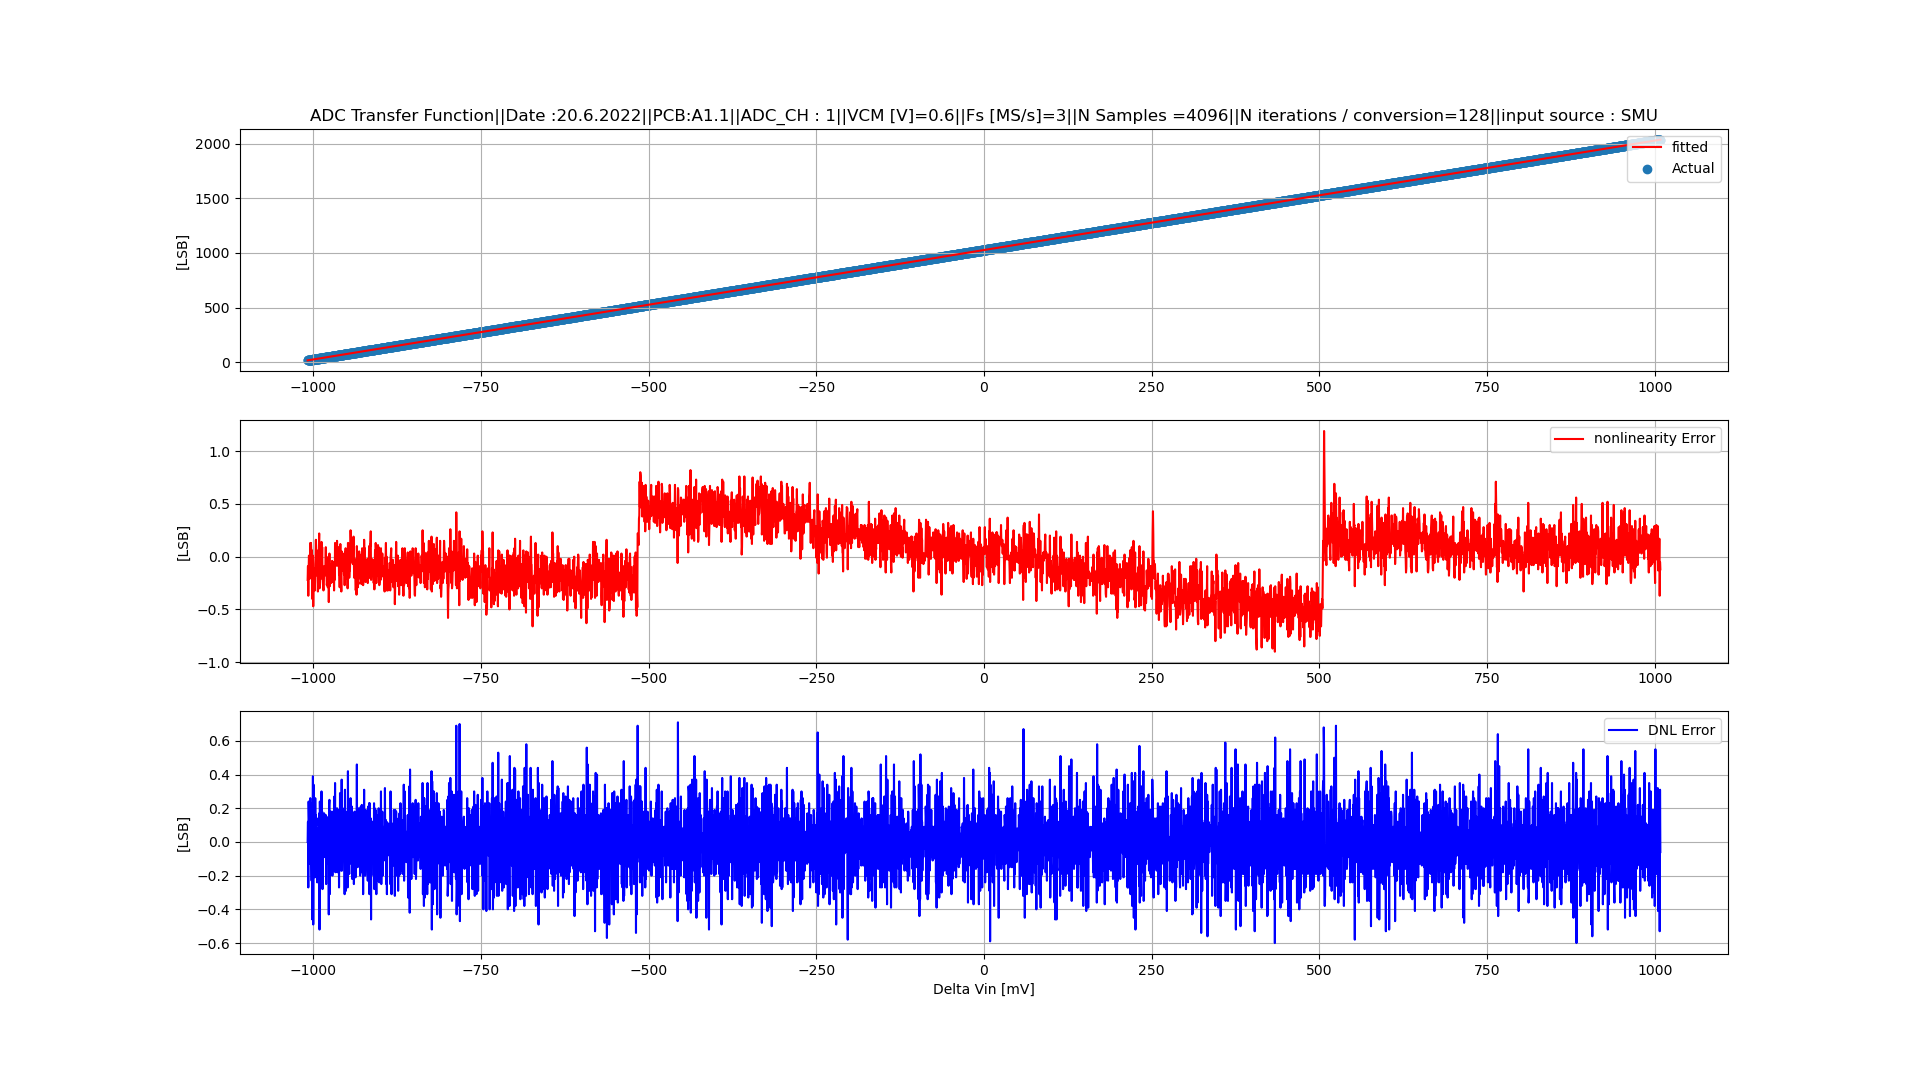 ADC Transfer Function||Date :20.6.2022||PCB:A1.1||ADC_CH : 1||VCM [V]=0.6||Fs [MS/s]=3||N Samples =4096||N iterations / conversion=128||input source : SMU
2000
1500
1000
500
0
[LSB]
fitted
Actual
−1000 −750 −500 −250 0 250 500 750 1000
1.0
0.5
0.0
−0.5
−1.0
[LSB]
nonlinearity Error
−1000 −750 −500 −250 0 250 500 750 1000
0.6
0.4
0.2
0.0
−0.2
−0.4
−0.6
[LSB]
DNL Error
−1000 −750 −500 −250 0 250 500 750 1000
Delta Vin [mV]